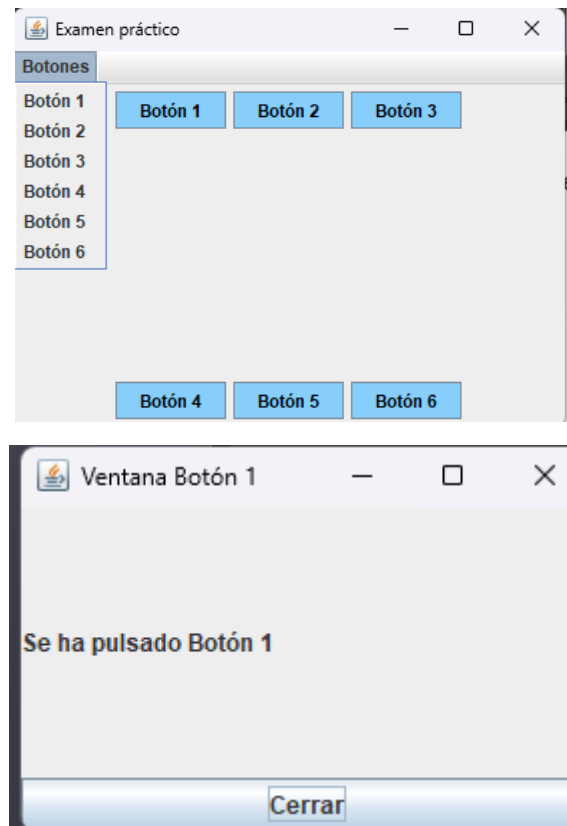 Examen práctico
Botones
Botón 1
Botón 2
Botón 3
Botón 4
Botón 5
Botón 6
Botón 1 Botón 2 Botón 3
Botón 4 Botón 5 Botón 6
Ventana Botón 1
Se ha pulsado Botón 1
Cerrar